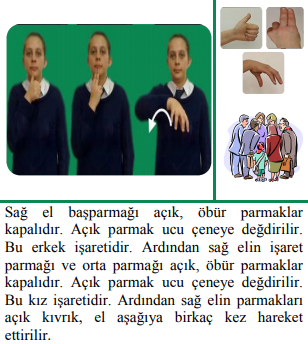 Sağ el başparmağı açık, öbür parmaklar
kapalıdır. Açık parmak ucu çeneye değdirilir.
Bu erkek işaretidir. Ardından sağ elin işaret
parmağı ve orta parmağı açık, öbür parmaklar
kapalıdır. Açık parmak ucu çeneye değdirilir.
Bu kız işaretidir. Ardından sağ elin parmakları
açık kıvrık, el aşağıya birkaç kez hareket
ettirilir.